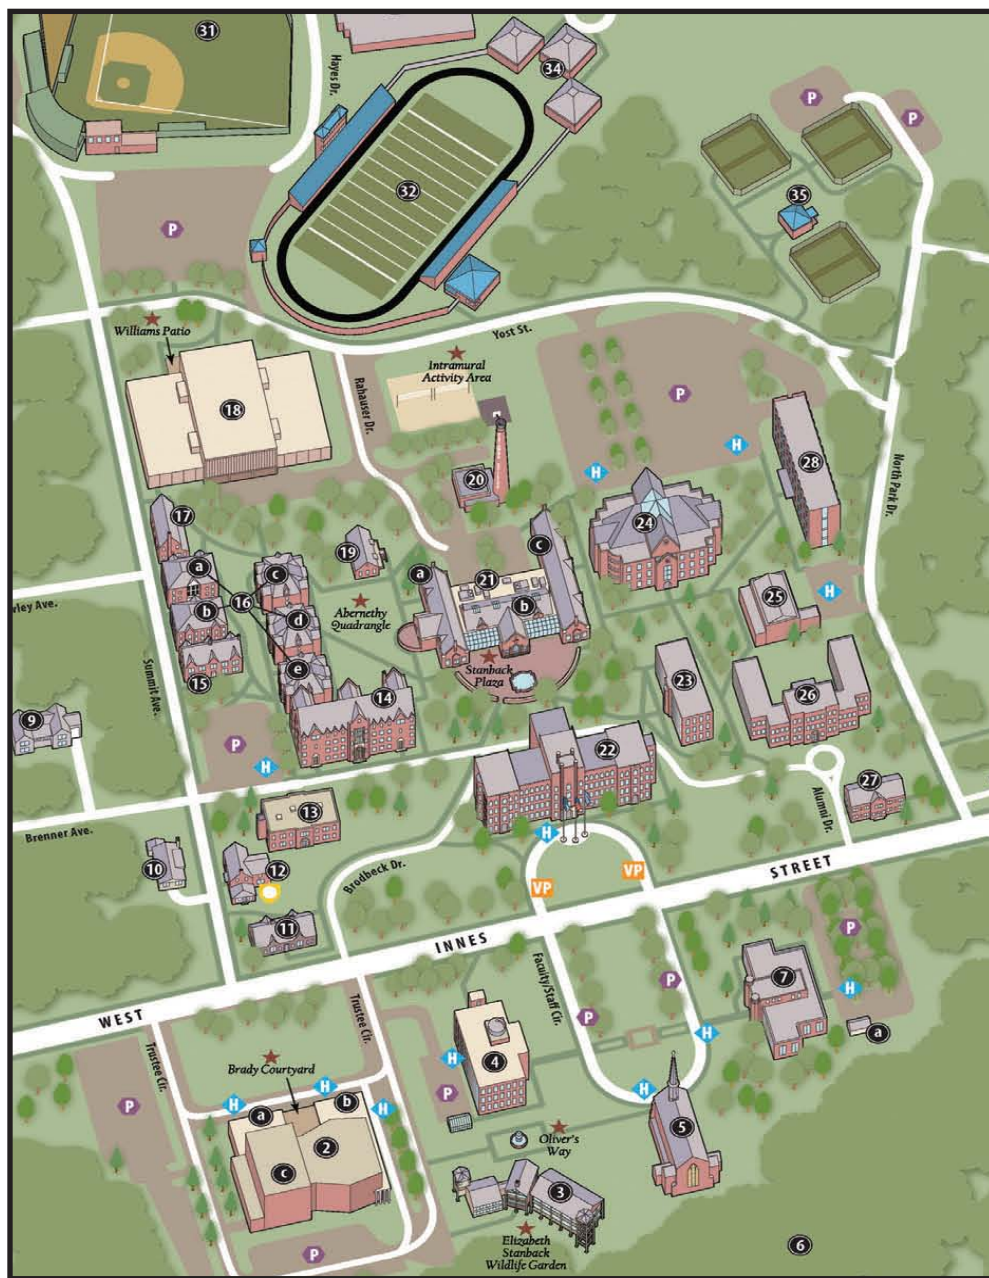 31
Hayes Dr.
34
P
P
32
35
P
Williams Patio
Yost St.
Intramural
Activity Area
Rahauser Dr.
P
18
H
28
H
20
North Park Dr.
17
24
c
19
a
c
a
21
16
b
H
b
Abernethy
Quadrangle
25
d
Stanback
Plaza
e
15
23
14
26
Summit Ave.
9
P
22
H
27
13
Alumni Dr.
Brenner Ave.
H
10
12
Brodbeck Dr.
VP
VP
STREET
11
INNES
P
Faculty/Staff Cir.
P
7
H
WEST
Trustee Cir.
P
H
a
Trustee Cir.
H
4
Brady Courtyard
H
H
P
H
P
a
b
H
5
2
Oliver's
Way
c
3
Elizabeth
Stanback
Wildlife Garden
6
P